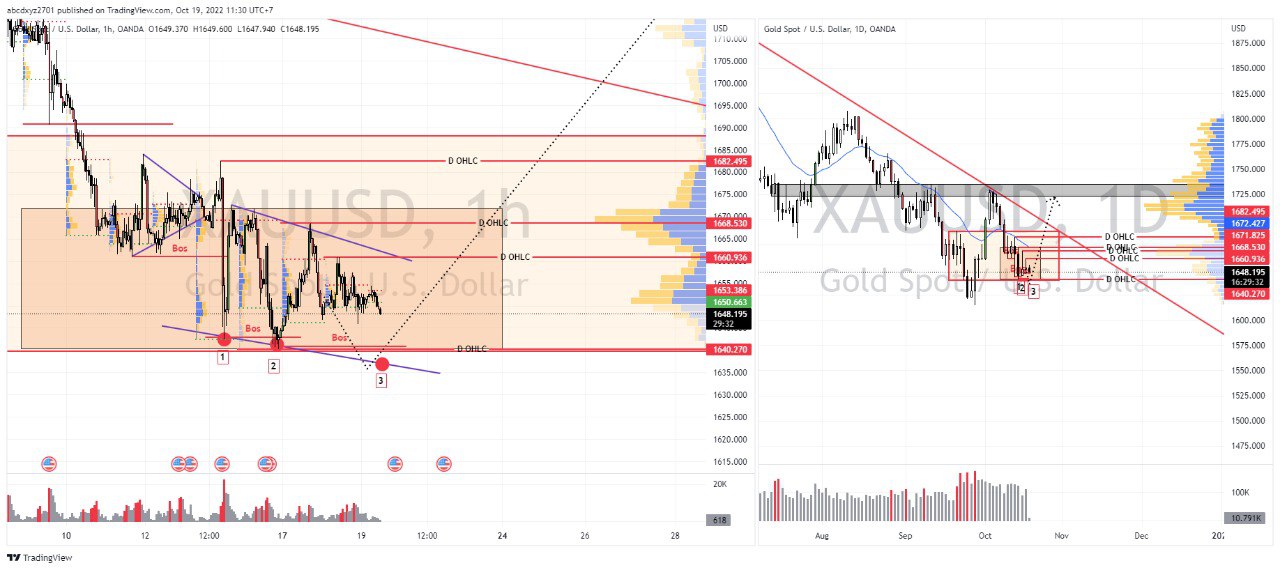 abcdxyz2701 published on TradingView.com, Oct 19, 2022 11:30 UTC+7
/ U.S. Dollar, 1h, OANDA O1649.370 H1649.600 L1647.940 C1648.195
USD
1710.000
1700.000
1695.000
1690.000
1685.000
1682.495
1675.000
1670.000
1668.530
1665.000
1660.936
1653.386
1650.663
1648.195
29:32
1640.270
1635.000
1630.000
1625.000
1620.000
1615.000
20K
618
XAUUSD, 1h
Gold Spot / U.S. Dollar
D OHLC
D OHLC
D OHLC
D OHLC
Bos
Bos
Bos
1
2
3
10
12
12:00
17
19
12:00
24
26
28
Gold Spot / U.S. Dollar, 1D, OANDA
USD
1875.000
1850.000
1825.000
1800.000
1775.000
1750.000
1725.000
1682.495
1672.427
1671.825
1668.530
1660.936
1648.195
16:29:32
1640.270
1600.000
1575.000
1550.000
1525.000
1500.000
1475.000
100K
10.791K
XAUUSD, 1D
Gold Spot / U.S. Dollar
D OHLC
D OHLC
D OHLC
D OHLC
D OHLC
2
3
Aug
Sep
Oct
Nov
Dec
TradingView